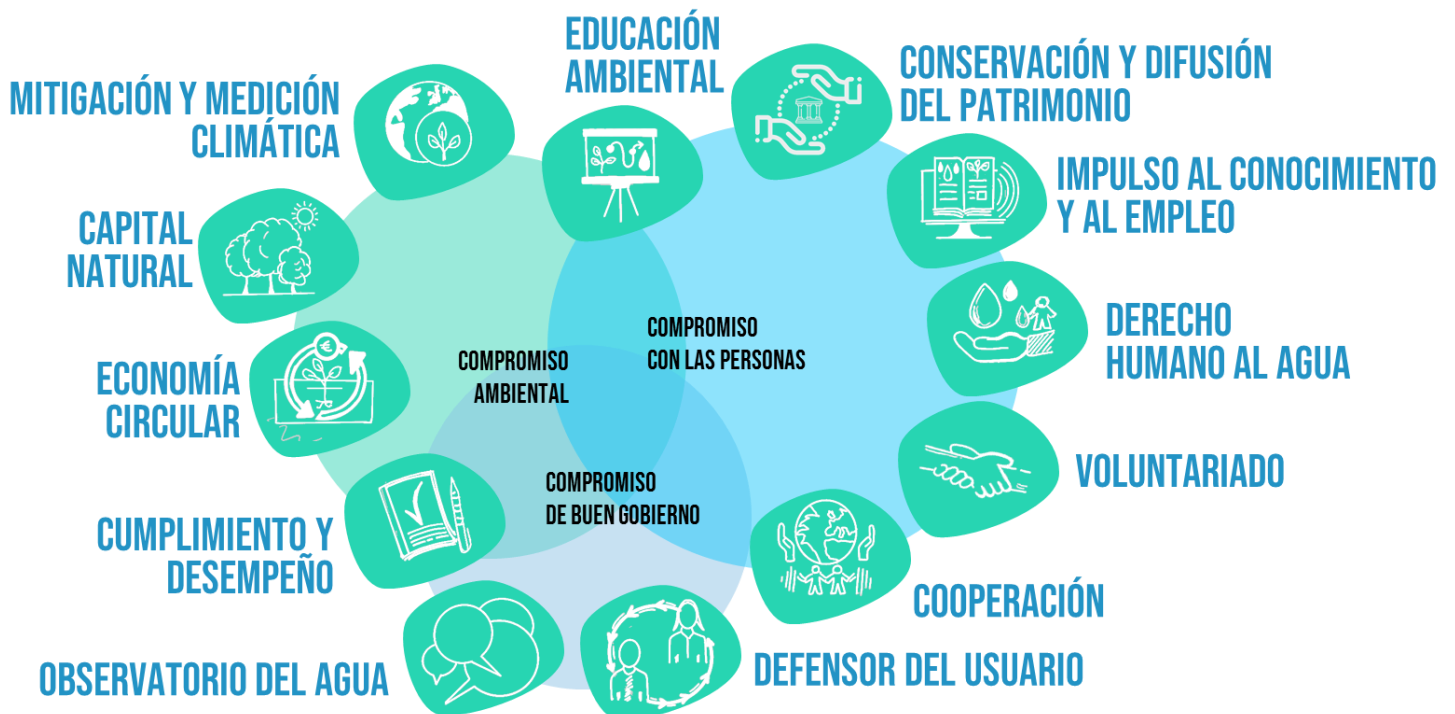 EDUCACIÓN
AMBIENTAL
CONSERVACIÓN Y DIFUSIÓN
DEL PATRIMONIO
MITIGACIÓN Y MEDICIÓN
CLIMÁTICA
IMPULSO AL CONOCIMIENTO
Y AL EMPLEO
CAPITAL
NATURAL
DERECHO
HUMANO AL AGUA
COMPROMISO
CON LAS PERSONAS
COMPROMISO
AMBIENTAL
ECONOMÍA
CIRCULAR
VOLUNTARIADO
COMPROMISO
DE BUEN GOBIERNO
CUMPLIMIENTO Y
DESEMPEÑO
COOPERACIÓN
OBSERVATORIO DEL AGUA
DEFENSOR DEL USUARIO
€